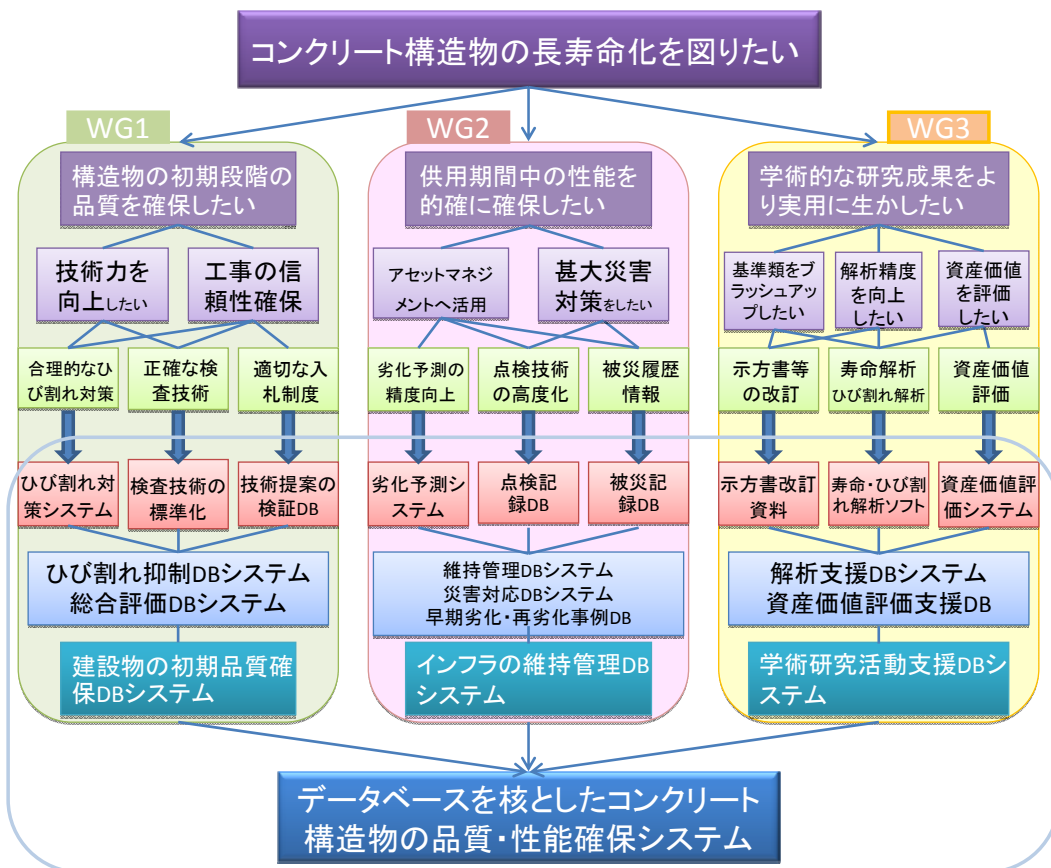 コンクリート構造物の長寿命化を図りたい
WG1
構造物の初期段階の
品質を確保したい
技術力を
向上したい
工事の信
頼性確保
合理的なひ
び割れ対策
正確な検
査技術
適切な入
札制度
ひび割れ対
策システム
検査技術の
標準化
技術提案の
検証DB
ひび割れ抑制DBシステム
総合評価DBシステム
建設物の初期品質確
保DBシステム
WG2
供用期間中の性能を
的確に確保したい
アセットマネジ
メントへ活用
甚大災害
対策をしたい
劣化予測の
精度向上
点検技術
の高度化
被災履歴
情報
劣化予測シ
ステム
点検記
録DB
被災記
録DB
維持管理DBシステム
災害対応DBシステム
早期劣化・再劣化事例DB
インフラの維持管理DB
システム
WG3
学術的な研究成果をよ
り実用に生かしたい
基準類をブ
ラッシュアッ
プしたい
解析精度
を向上
したい
資産価値
を評価
したい
示方書等
の改訂
寿命解析
ひび割れ解析
資産価値
評価
示方書改訂
資料
寿命・ひび割
れ解析ソフト
資産価値評
価システム
解析支援DBシステム
資産価値評価支援DB
学術研究活動支援DBシ
ステム
データベースを核としたコンクリート
構造物の品質・性能確保システム